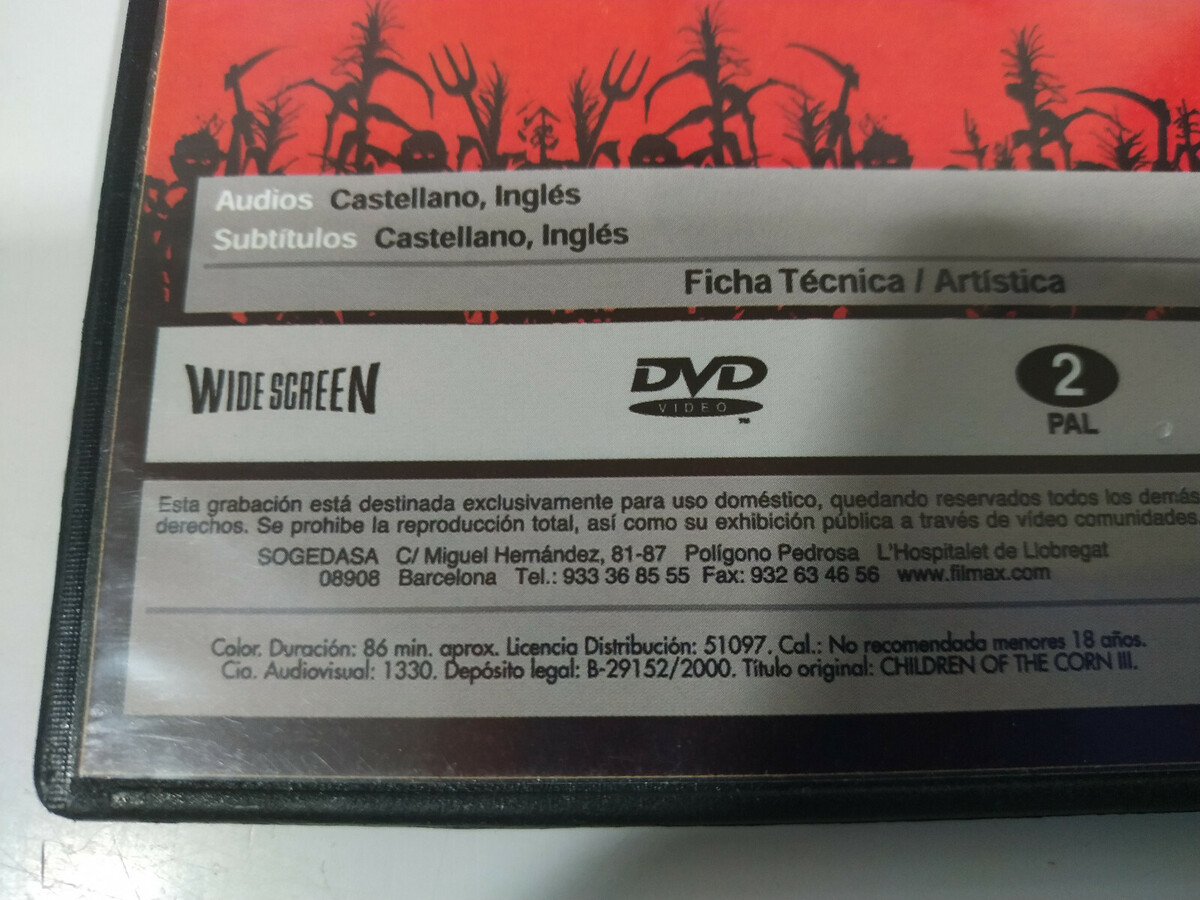 Audios Castellano, Inglés
Subtítulos Castellano, Inglés
Ficha Técnica / Artística
WIDESCREEN
DVD
VIDEO
TM
2
PAL
Esta grabación está destinada exclusivamente para uso doméstico, quedando reservados todos los demás
derechos. Se prohibe la reproducción total, así como su exhibición pública a través de vídeo comunidades
SOGEDASA C/ Miguel Hernández, 81-87 Polígono Pedrosa L'Hospitalet de Llobregat
08908 Barcelona Tel.: 933 36 85 55 Fax: 932 63 46 56 www.filmax.com
Color. Duración: 86 min. aprox. Licencia Distribución: 51097. Cal.: No recomendada menores 18 años.
Cia. Audiovisual: 1330. Depósito legal: B-29152/2000. Título original: CHILDREN OF THE CORN III.